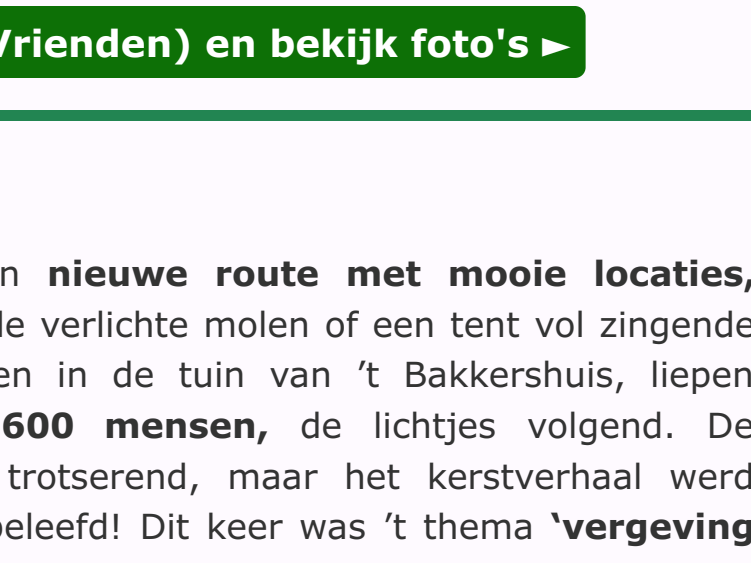 Vrienden) en bekijk foto's ►
nieuwe route met mooie locaties,
de verlichte molen of een tent vol zingende
en in de tuin van ’t Bakkershuis, liepen
600 mensen, de lichtjes volgend. De
trotserend, maar het kerstverhaal werd
beleefd! Dit keer was ’t thema ‘vergeving